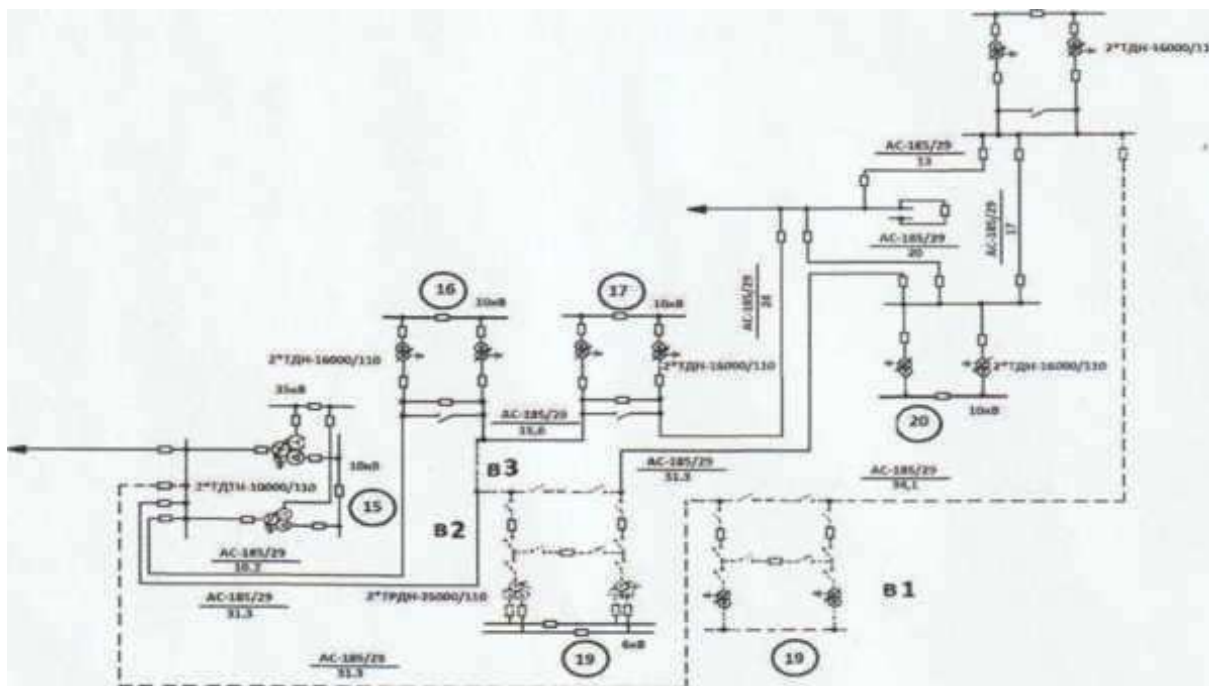 2*ТДН-16000/11
АС-185/29
13
АС-185/29
17
АС-185/29
20
АС-185/29
28
16
10кВ
17
10кВ
2*ТДН-16000/110
2*ТДН-16000/110
2*ТДН-16000/110
20
10кВ
35кВ
АС-185/29
10кВ
2*ТДТН-10000/110
15
В3
АС-185/29
31.3
АС-185/29
34,1
В2
АС-185/29
10.2
2*ТРДН-25000/110
В1
АС-185/29
31.3
6кВ
19
19
АС-185/29
31.3